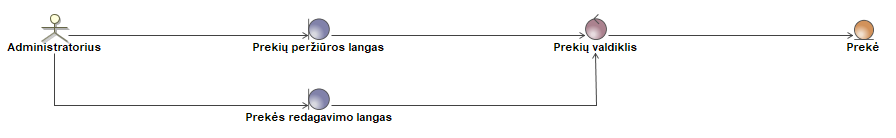 Administratorius
Prekių peržiūros langas
Prekių valdiklis
Prekė
Prekės redagavimo langas